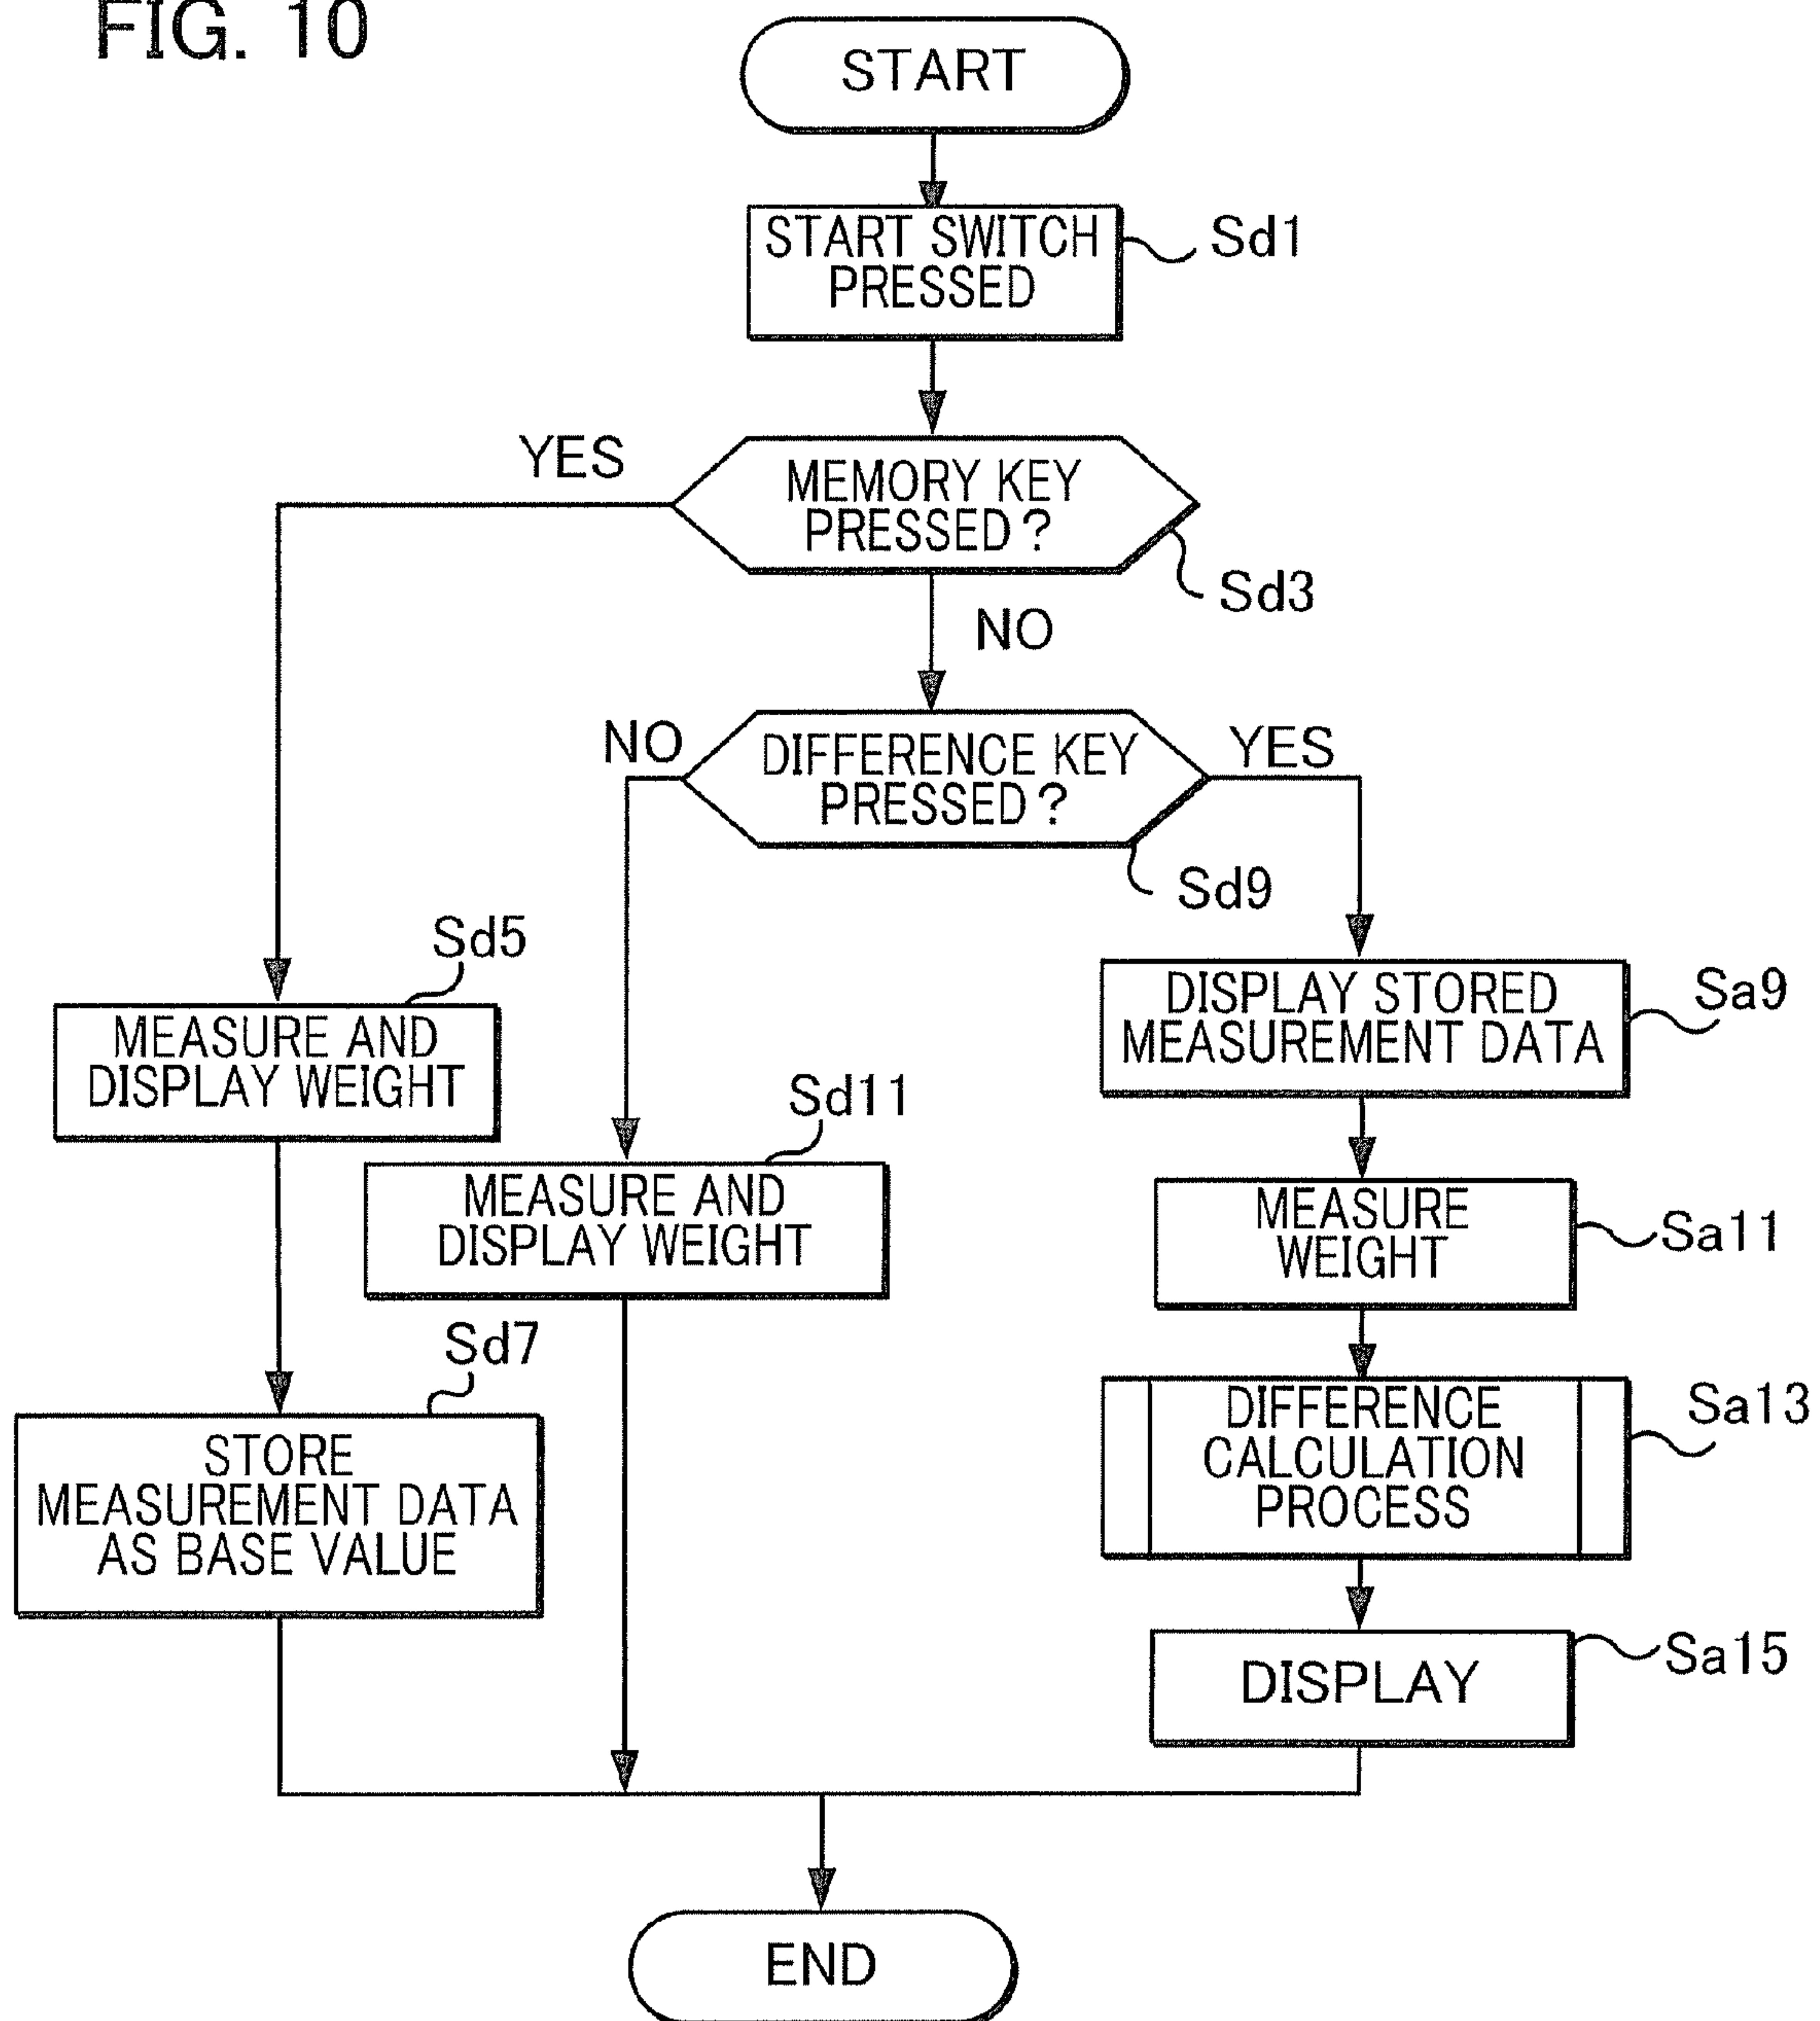 FIG. 10
START
START SWITCH
PRESSED
Sd1
YES
MEMORY KEY
PRESSED?
Sd3
NO
NO
DIFFERENCE KEY
PRESSED?
YES
Sd9
Sd5
MEASURE AND
DISPLAY WEIGHT
DISPLAY STORED
MEASUREMENT DATA
Sa9
Sd11
MEASURE AND
DISPLAY WEIGHT
MEASURE
WEIGHT
Sa11
Sd7
STORE
MEASUREMENT DATA
AS BASE VALUE
DIFFERENCE
CALCULATION
PROCESS
Sa13
DISPLAY
Sa15
END